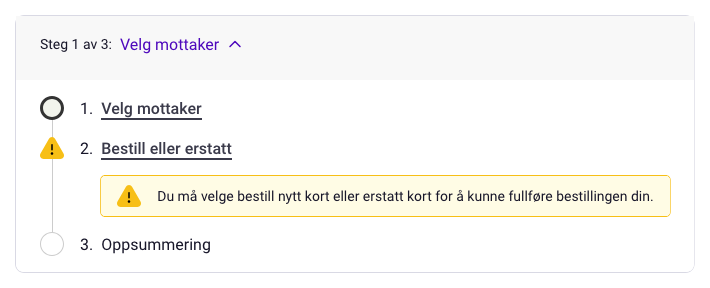 Steg 1 av 3: Velg mottaker
1. Velg mottaker
2. Bestill eller erstatt
Du må velge bestill nytt kort eller erstatt kort for å kunne fullføre bestillingen din.
3. Oppsummering